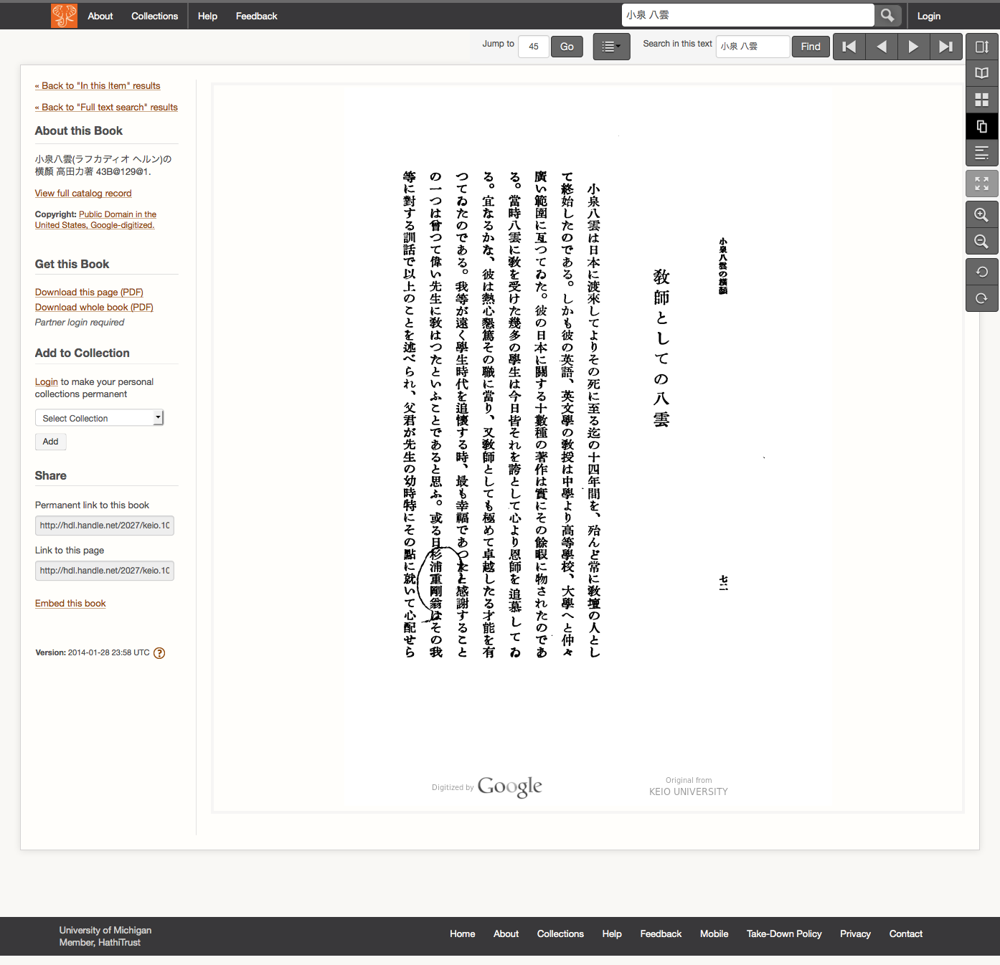 About
Collections
Help
Feedback
小泉 八雲
Login
Jump to
45
Go
Search in this text
小泉 八雲
Find
« Back to "In this Item" results
« Back to "Full text search" results
About this Book
小泉八雲(ラフカディオ ヘルン)の
横顏 高田力著 43B@129@1.
View full catalog record
Copyright: Public Domain in the
United States, Google-digitized.
Get this Book
Download this page (PDF)
Download whole book (PDF)
Partner login required
Add to Collection
Login to make your personal
collections permanent
Select Collection
Add
Share
Permanent link to this book
http://hdl.handle.net/2027/keio.10
Link to this page
http://hdl.handle.net/2027/keio.10
Embed this book
Version: 2014-01-28 23:58 UTC
小泉八雲の橫顏
七二
敎師としての八雲
小泉八雲は日本に渡來してよりその死に至る迄の十四年間を、殆んど常に敎壇の人とし
て終始したのである。しかも彼の英語、英文學の敎授は中學より高等學校、大學へと仲々
廣い範圍に亙つてゐた。彼の日本に關する十數種の著作は實にその餘暇に物されたのであ
る。當時八雲に敎を受けた幾多の學生は今日皆それを誇として心より恩師を追慕してゐ
る。宜なるかな、彼は熱心懇篤その職に當り、又敎師としても極めて卓越したる才能を有
つてゐたのである。我等が遠く學生時代を追懷する時、最も幸福であつたと感謝すること
の一つは曾つて偉い先生に敎はつたといふことであると思ふ。或る日杉浦重剛翁はその我
等に對する訓話で以上のことを述べられ、父君が先生の幼時特にその點に就いて心配せら
Digitized by Google
Original from
KEIO UNIVERSITY
University of Michigan
Member, HathiTrust
Home
About
Collections
Help
Feedback
Mobile
Take-Down Policy
Privacy
Contact